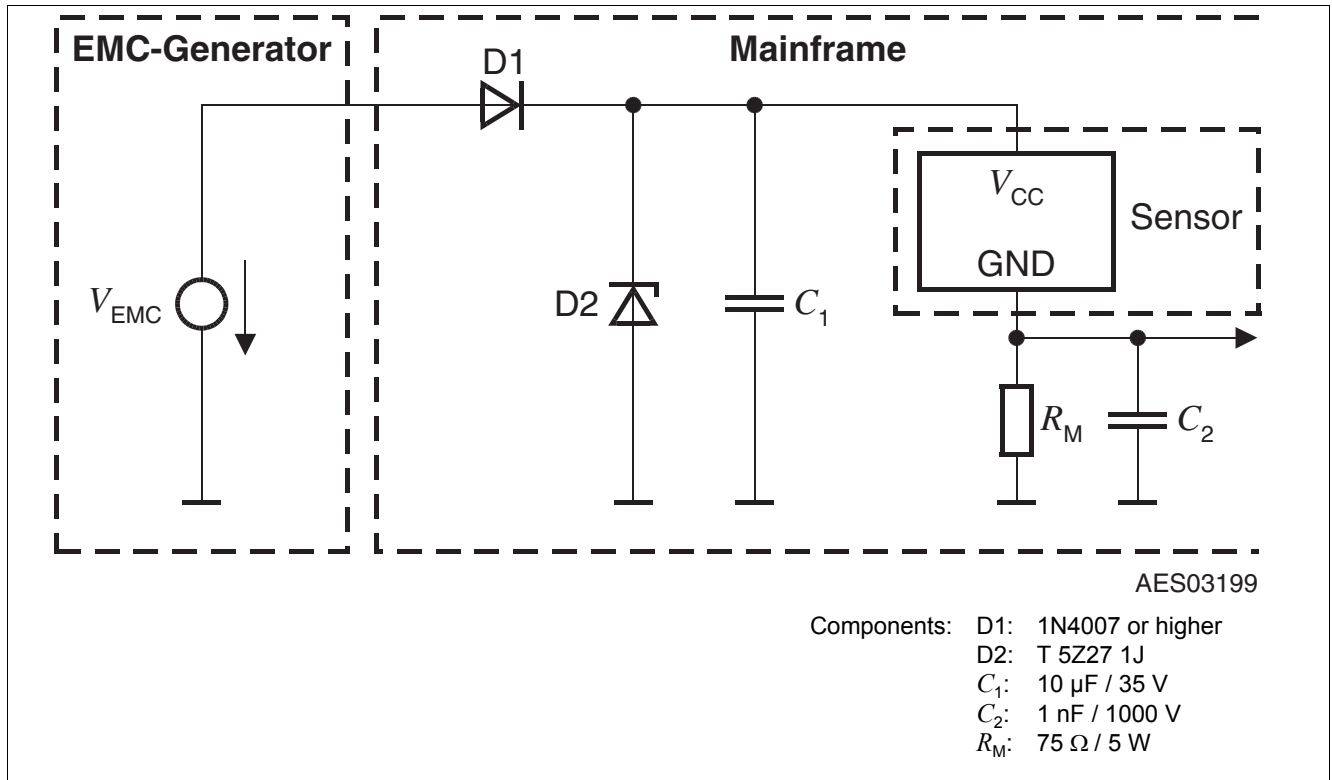 EMC-Generator
Mainframe
D1
V_CC
Sensor
GND
V_EMC
D2
C_1
R_M
C_2
AES03199
Components: D1: 1N4007 or higher
D2: T 5Z27 1J
C_1: 10 µF / 35 V
C_2: 1 nF / 1000 V
R_M: 75 Ω / 5 W